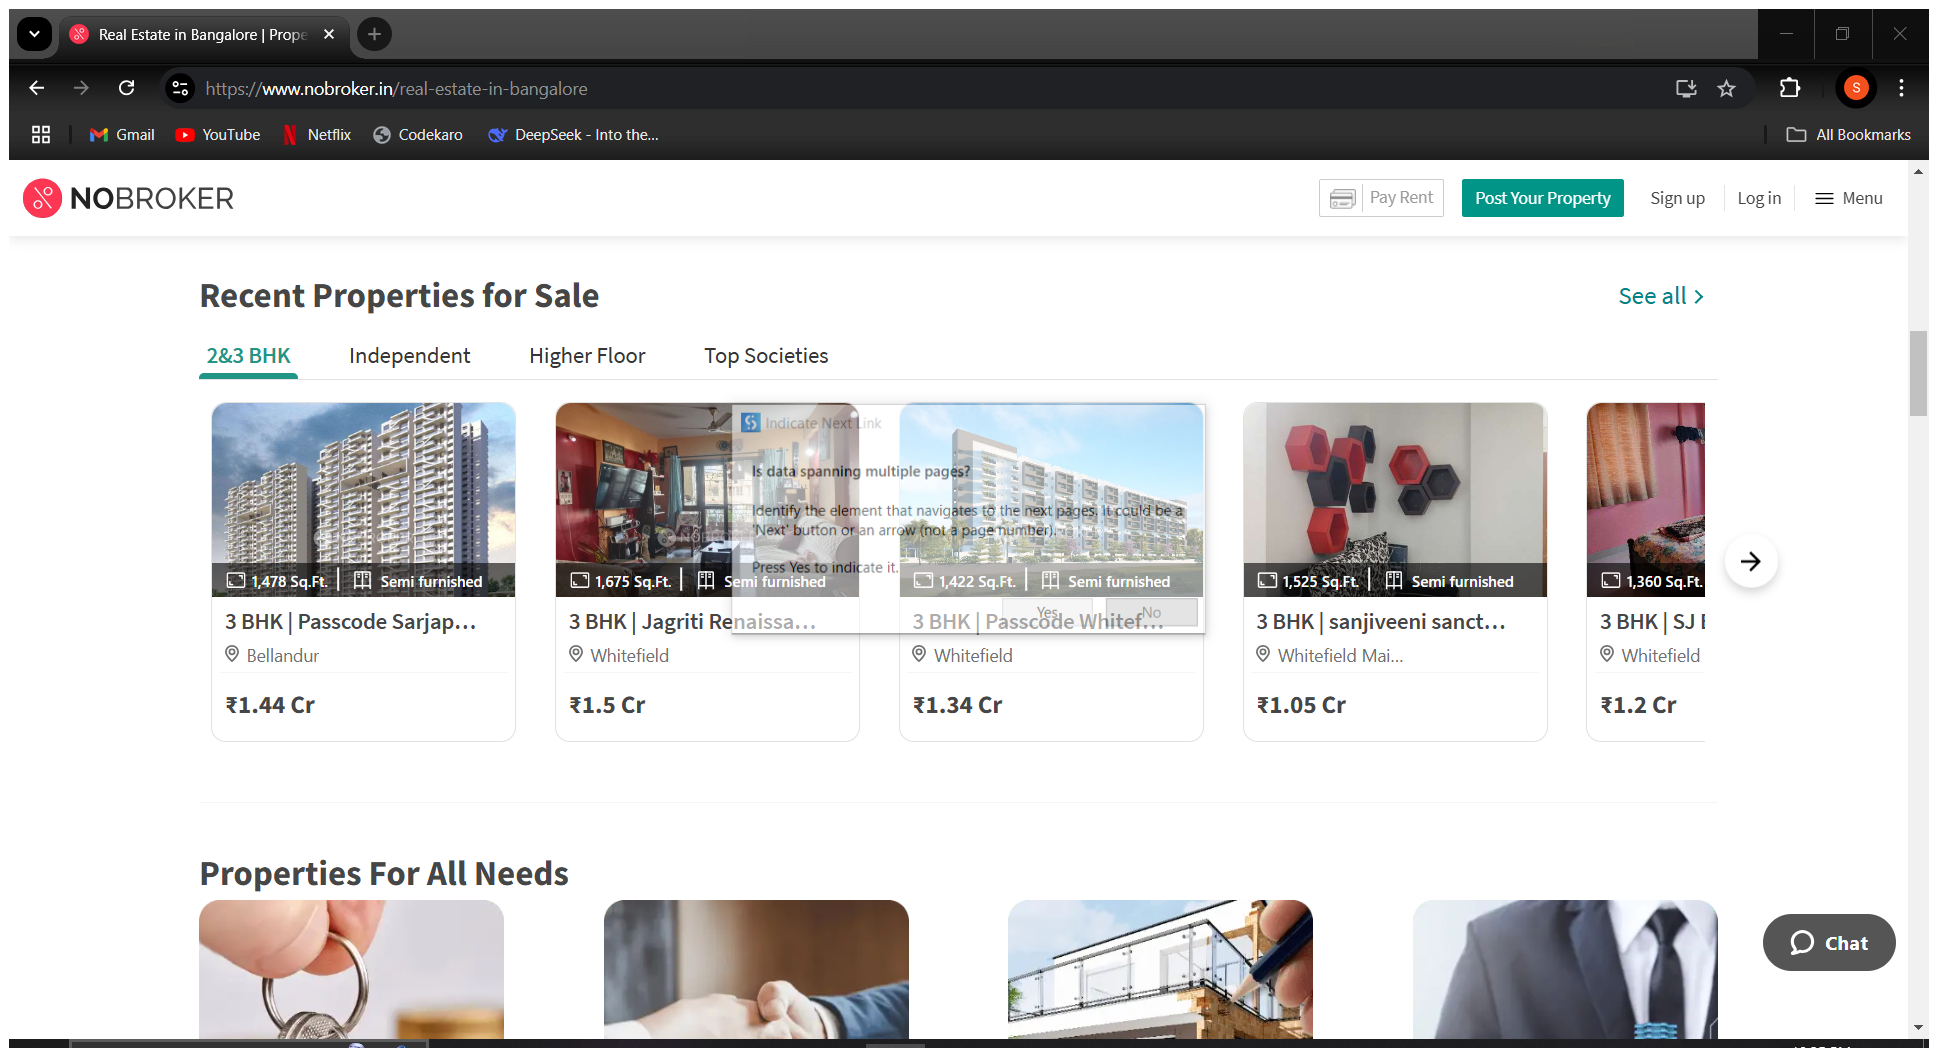 Real Estate in Bangalore | Prope
https://www.nobroker.in/real-estate-in-bangalore
S
Gmail
YouTube
Netflix
Codekaro
DeepSeek - Into the...
All Bookmarks
NOBROKER
Pay Rent
Post Your Property
Sign up
Log in
Menu
Recent Properties for Sale
See all
2&3 BHK
Independent
Higher Floor
Top Societies
Indicate Next Link
Is data spanning multiple pages?
Identify the element that navigates to the next pages. It could be a
'Next' button or an arrow (not a page number).
Press Yes to indicate it.
Yes
No
1,478 Sq.Ft.
Semi furnished
3 BHK | Passcode Sarjap...
Bellandur
₹1.44 Cr
1,675 Sq.Ft.
Semi furnished
3 BHK | Jagriti Renaissa...
Whitefield
₹1.5 Cr
1,422 Sq.Ft.
Semi furnished
3 BHK | Passcode Whitef...
Whitefield
₹1.34 Cr
1,525 Sq.Ft.
Semi furnished
3 BHK | sanjiveeni sanct...
Whitefield Mai...
₹1.05 Cr
1,360 Sq.Ft.
3 BHK | SJ
Whitefield
₹1.2 Cr
Properties For All Needs
Chat